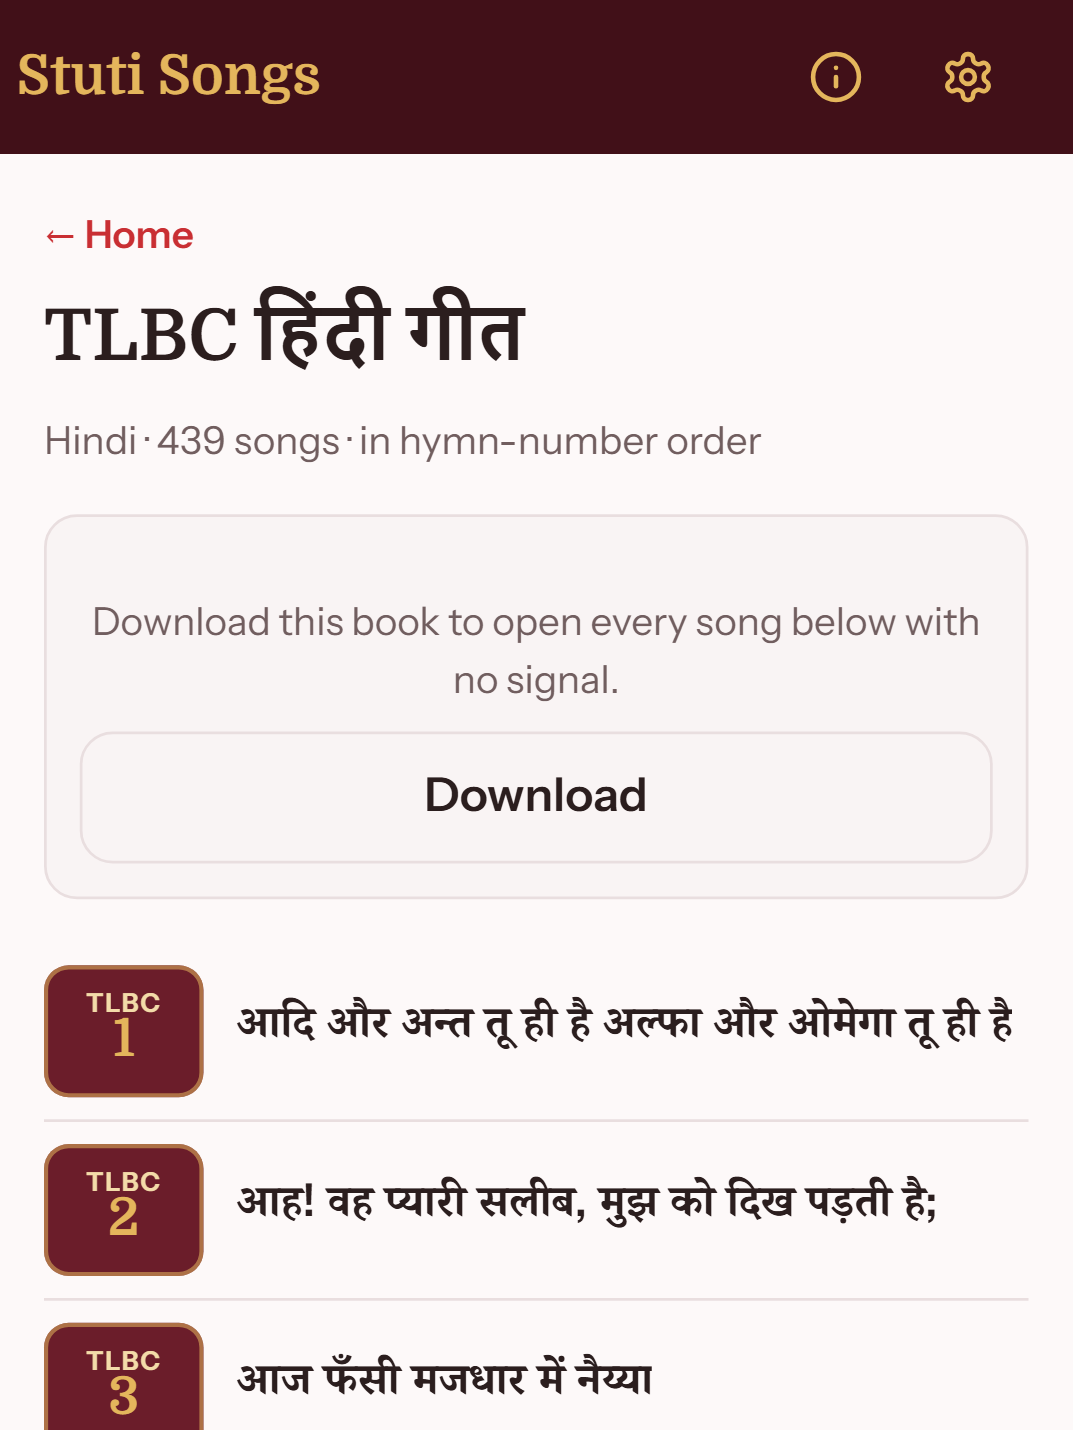 Stuti Songs
← Home
TLBC हिंदी गीत
Hindi · 439 songs · in hymn-number order
Download this book to open every song below with
no signal.
Download
TLBC
1
आदि और अन्त तू ही है अल्फा और ओमेगा तू ही है
TLBC
2
आह! वह प्यारी सलीब, मुझ को दिख पड़ती है;
TLBC
3
आज फँसी मजधार में नैय्या